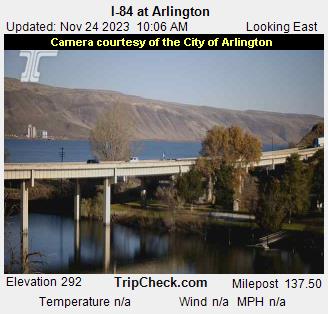 I-84 at Arlington
Updated: Nov 24 2023 10:06 AM Looking East
Camera courtesy of the City of Arlington
Elevation 292 TripCheck.com Milepost 137.50
Temperature n/a Wind n/a MPH n/a